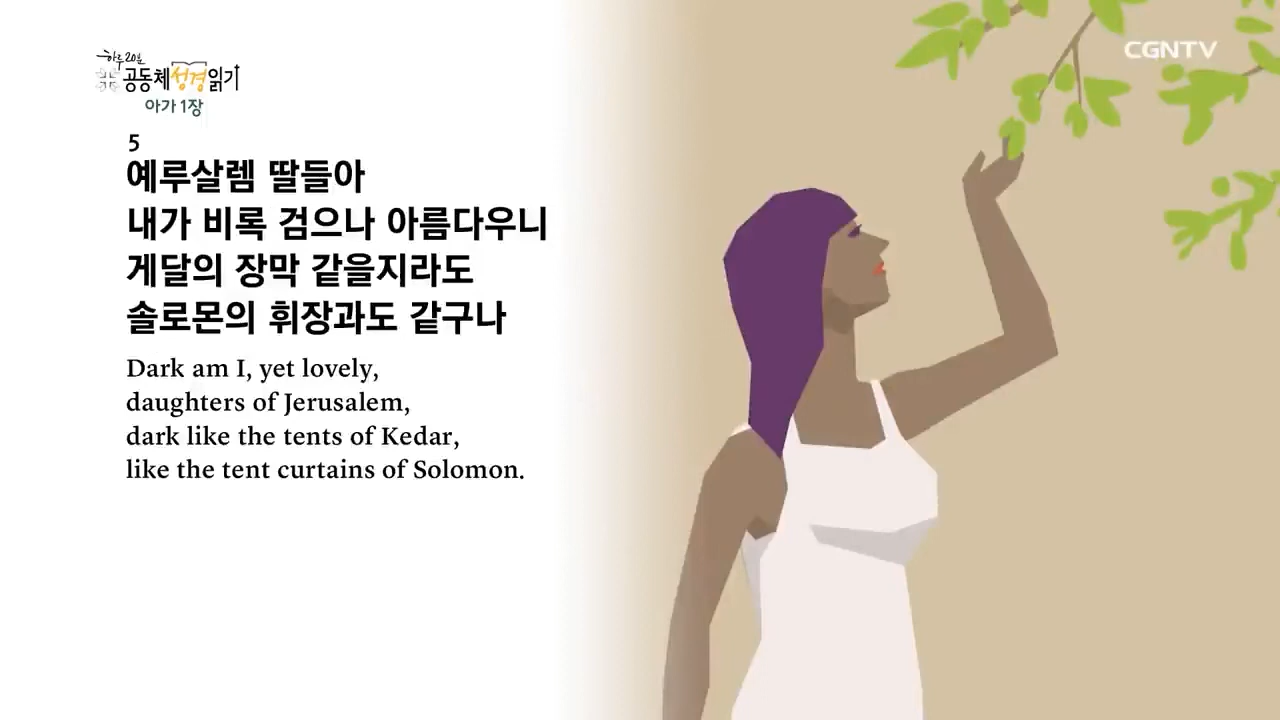 하루 20분
공동체성경읽기
아가 1장
CGNTV
5
예루살렘 딸들아
내가 비록 검으나 아름다우니
게달의 장막 같을지라도
솔로몬의 휘장과도 같구나
Dark am I, yet lovely,
daughters of Jerusalem,
dark like the tents of Kedar,
like the tent curtains of Solomon.